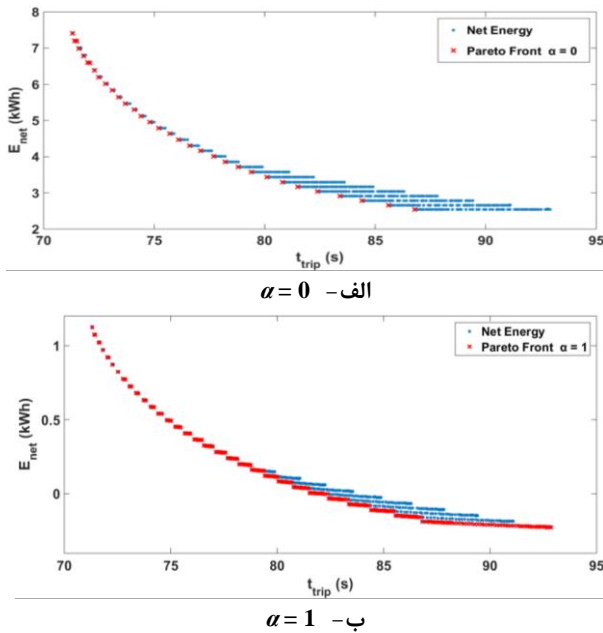 8
7
6
5
4
3
2
E_net (kWh)
70 75 80 85 90 95
t_trip (s)
Net Energy
Pareto Front α = 0
الف- α = 0
1
0.5
0
E_net (kWh)
70 75 80 85 90 95
t_trip (s)
Net Energy
Pareto Front α = 1
ب- α = 1